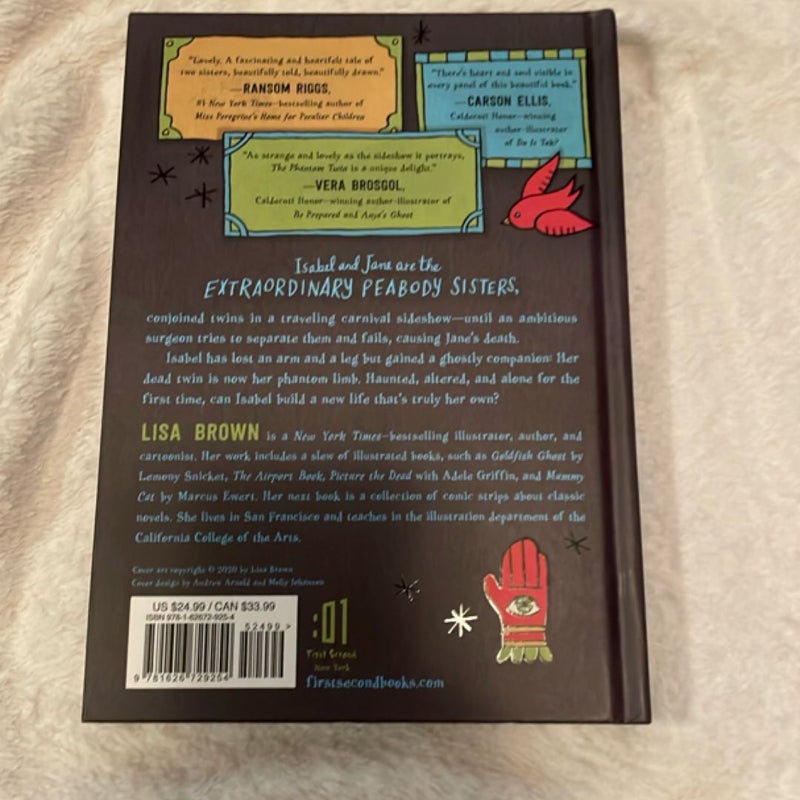 "Lovely. A fascinating and heartfelt tale of
two sisters, beautifully told, beautifully drawn."
—RANSOM RIGGS,
#1 New York Times–bestselling author of
Miss Peregrine's Home for Peculiar Children
"There's heart and soul visible in
every panel of this beautiful book."
—CARSON ELLIS,
Caldecott Honor–winning
author-illustrator
of Du Iz Tak?
"As strange and lovely as the sideshow it portrays,
The Phantom Twin is a unique delight."
—VERA BROSGOL,
Caldecott Honor–winning author-illustrator of
Be Prepared and Anya's Ghost
Isabel and Jane are the
EXTRAORDINARY PEABODY SISTERS,
conjoined twins in a traveling carnival sideshow—until an ambitious
surgeon tries to separate them and fails, causing Jane's death.
Isabel has lost an arm and a leg but gained a ghostly companion: Her
dead twin is now her phantom limb. Haunted, altered, and alone for the
first time, can Isabel build a new life that's truly her own?
LISA BROWN is a New York Times–bestselling illustrator, author, and
cartoonist. Her work includes a slew of illustrated books, such as Goldfish Ghost by
Lemony Snicket, The Airport Book, Picture the Dead with Adele Griffin, and Mummy
Cat by Marcus Ewert. Her next book is a collection of comic strips about classic
novels. She lives in San Francisco and teaches in the illustration department of the
California College of the Arts.
Cover art copyright © 2020 by Lisa Brown
Cover design by Andrew Arnold and Molly Johanson
US $24.99 / CAN $33.99
ISBN 978-1-62672-925-4
52499>
9 781626 729254
:01
First Second
New York
firstsecondbooks.com